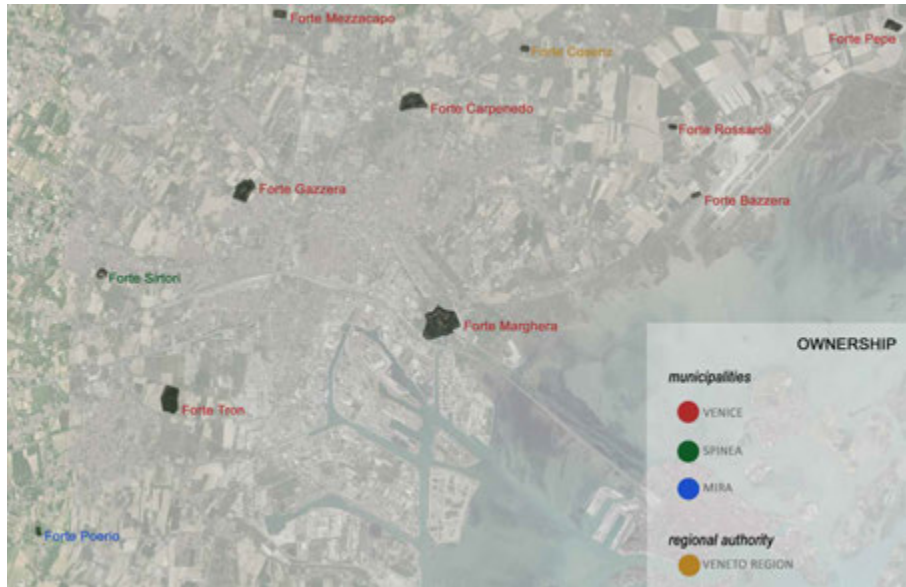 Forte Mezzacapo
Forte Pepe
Forte Cosenz
Forte Carpenedo
Forte Rossaroll
Forte Gazzera
Forte Bazzera
Forte Sirtori
Forte Marghera
OWNERSHIP
municipalities
VENICE
Forte Tron
SPINEA
MIRA
Forte Poerio
regional authority
VENETO REGION